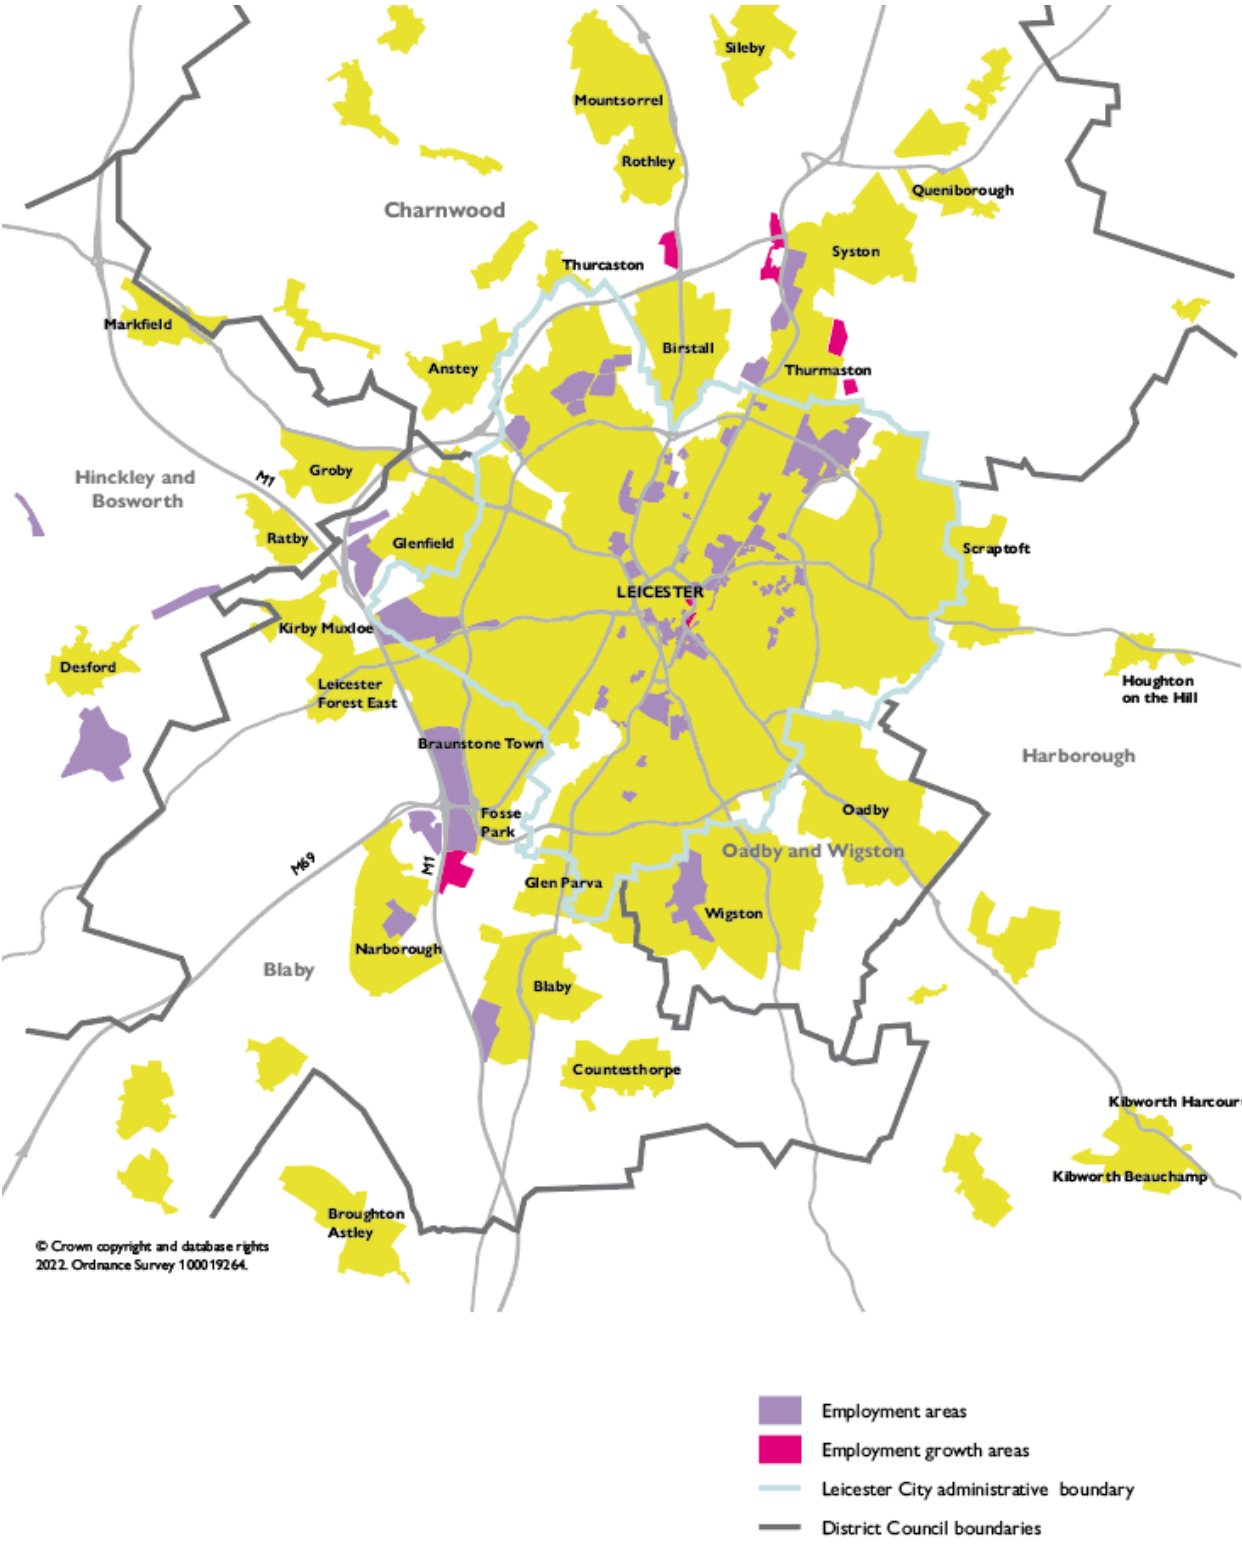 Sileby
Mountsorrel
Rothley
Queniborough
Charnwood
Syston
Thurcaston
Markfield
Birstall
Anstey
Thurmaston
Groby
Hinckley and
Bosworth
M1
Ratby
Glenfield
Scraptoft
LEICESTER
Kirby Muxloe
Desford
Leicester
Forest East
Houghton
on the Hill
Braunstone Town
Harborough
Fosse
Park
Oadby
Oadby and Wigston
M69
M1
Glen Parva
Wigston
Narborough
Blaby
Blaby
Countesthorpe
Kibworth Harcour
Kibworth Beauchamp
Broughton
Astley
© Crown copyright and database rights
2022. Ordnance Survey 100019264.
Employment areas
Employment growth areas
Leicester City administrative boundary
District Council boundaries